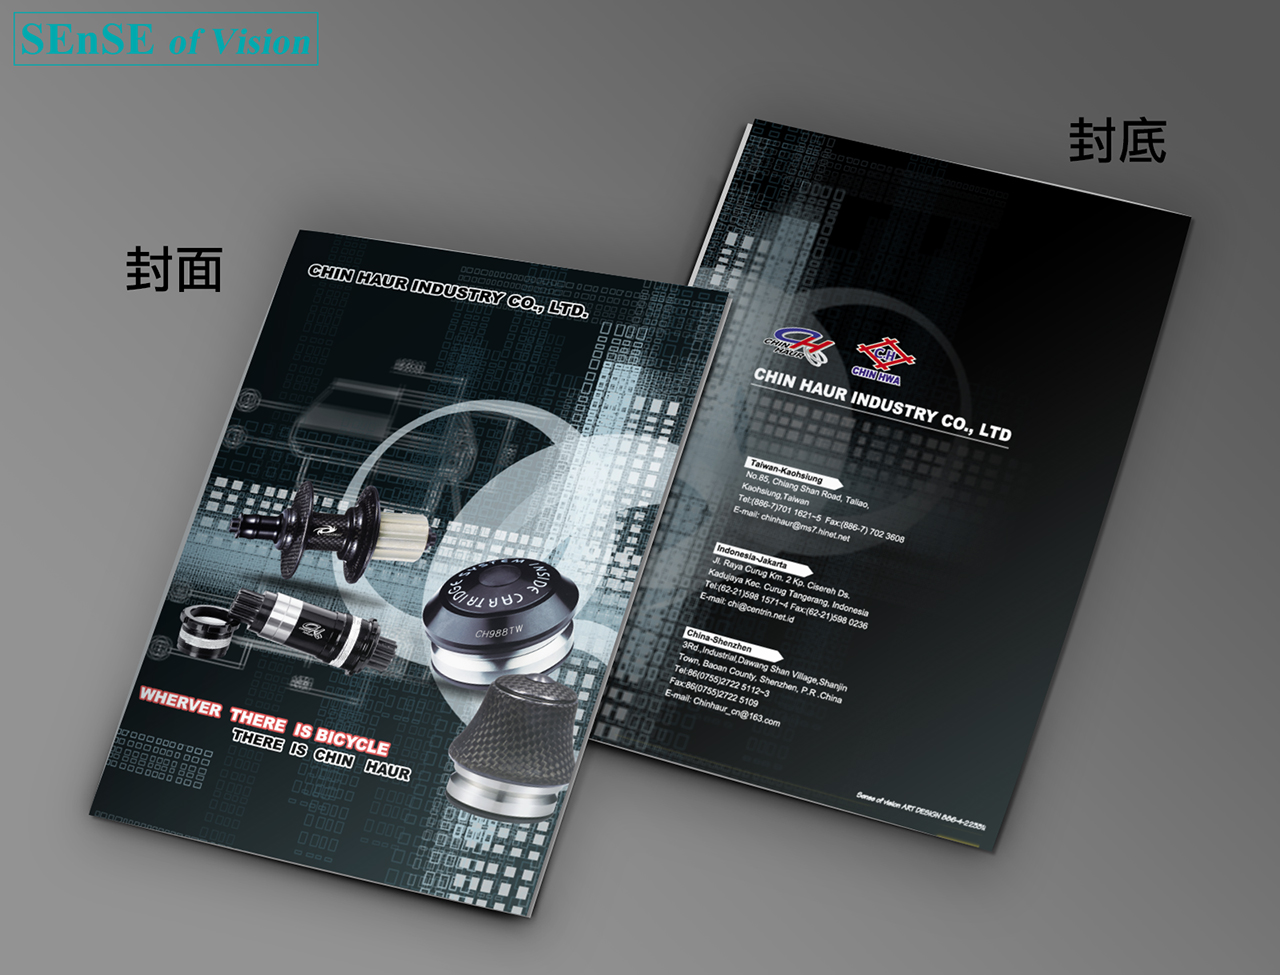 SEnSE of Vision
封底
封面
CHIN HAUR INDUSTRY CO., LTD.
CARTRIDGE SYSTEM INSIDE
CH988TW
WHERVER THERE IS BICYCLE
THERE IS CHIN HAUR
CHIN HAUR
CH
CHIN HWA
CHIN HAUR INDUSTRY CO., LTD
Taiwan-Kaohsiung
No.85, Chiang Shan Road, Taliao,
Kaohsiung,Taiwan
Tel:(886-7)701 1621~5 Fax:(886-7) 702 3608
E-mail: chinhaur@ms7.hinet.net
Indonesia-Jakarta
Jl. Raya Curug Km. 2 Kp. Cisereh Ds.
Kadujaya Kec. Curug Tangerang, Indonesia
Tel:(62-21)598 1571~4 Fax:(62-21)598 0236
E-mail: chi@centrin.net.id
China-Shenzhen
3Rd.,Industrial,Dawang Shan Village,Shanjin
Town, Baoan County, Shenzhen, P.R .China
Tel:86(0755)2722 5112~3
Fax:86(0755)2722 5109
E-mail: Chinhaur_cn@163.com
Sense of vision ART DESIGN